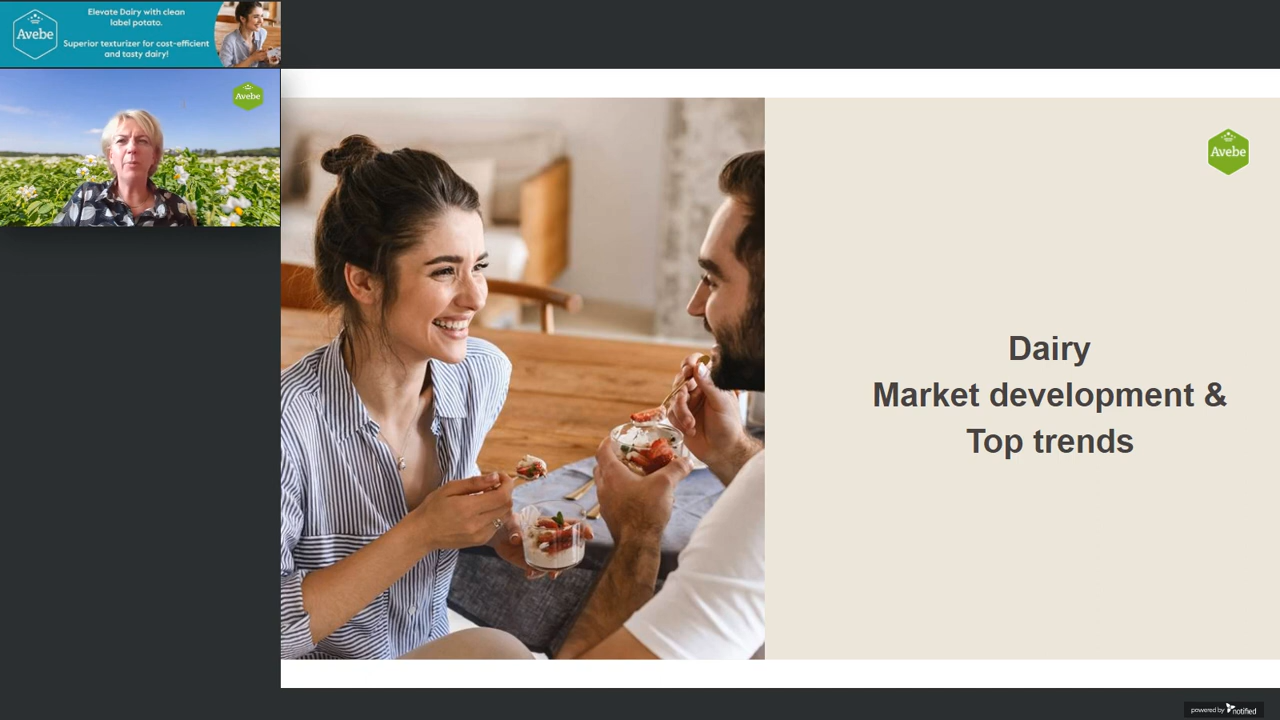 Elevate Dairy with clean
label potato.
Avebe
Superior texturizer for cost-efficient
and tasty dairy!
Avebe
Avebe
Dairy
Market development &
Top trends
powered by notified